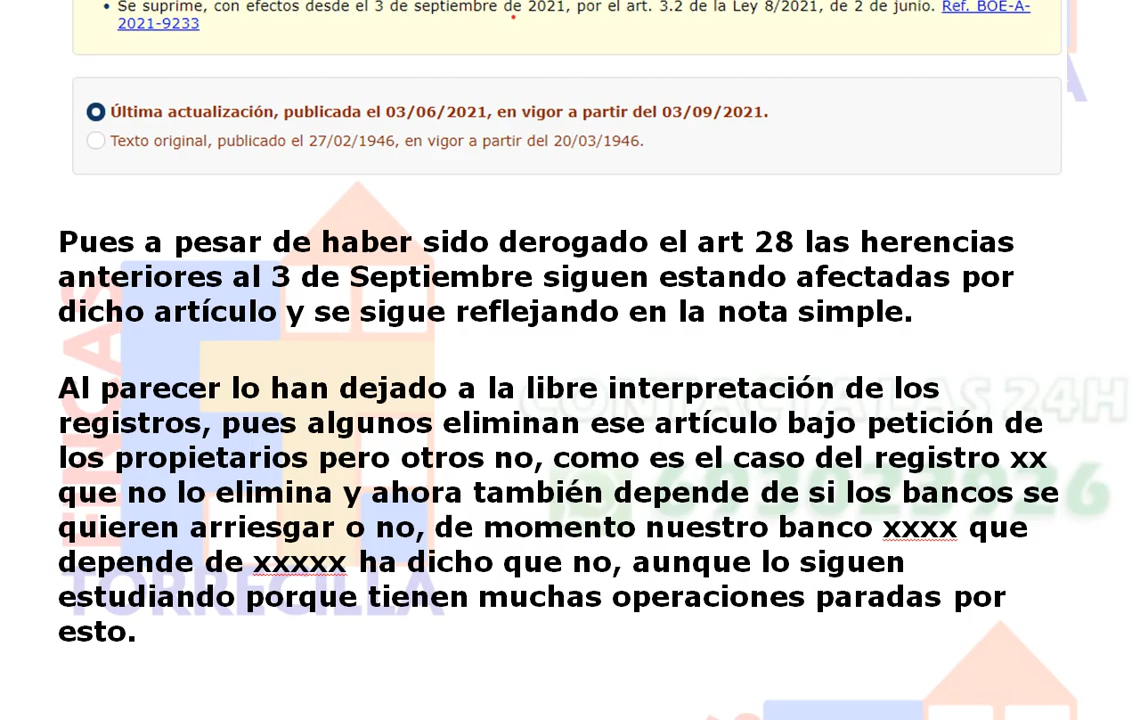 • Se suprime, con efectos desde el 3 de septiembre de 2021, por el art. 3.2 de la Ley 8/2021, de 2 de junio. Ref. BOE-A-
2021-9233
Última actualización, publicada el 03/06/2021, en vigor a partir del 03/09/2021.
Texto original, publicado el 27/02/1946, en vigor a partir del 20/03/1946.
Pues a pesar de haber sido derogado el art 28 las herencias
anteriores al 3 de Septiembre siguen estando afectadas por
dicho artículo y se sigue reflejando en la nota simple.
Al parecer lo han dejado a la libre interpretación de los
registros, pues algunos eliminan ese artículo bajo petición de
los propietarios pero otros no, como es el caso del registro xx
que no lo elimina y ahora también depende de si los bancos se
quieren arriesgar o no, de momento nuestro banco xxxx que
depende de xxxxx ha dicho que no, aunque lo siguen
estudiando porque tienen muchas operaciones paradas por
esto.
FINCAS
TORRECILLA
CONTACTA LAS 24H
693623926